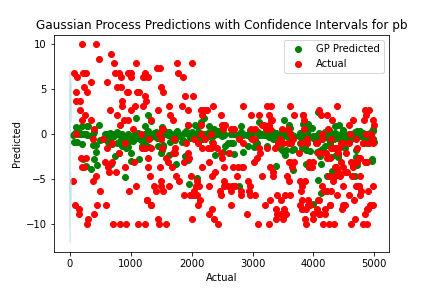 Gaussian Process Predictions with Confidence Intervals for pb
10
5
0
−5
−10
Predicted
GP Predicted
Actual
0 1000 2000 3000 4000 5000
Actual